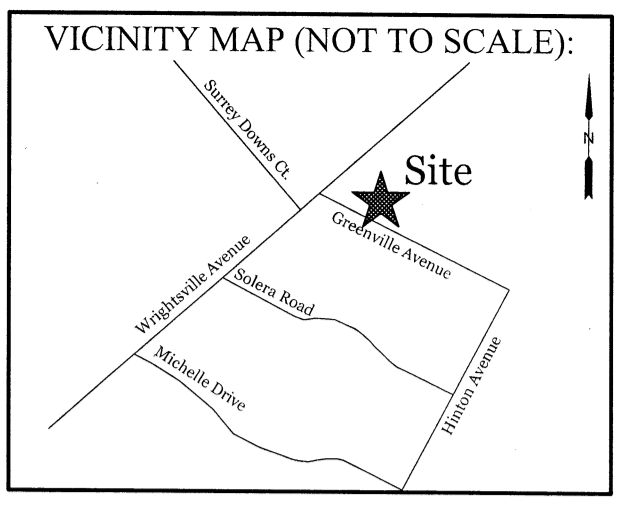 VICINITY MAP (NOT TO SCALE):
Surrey Downs Ct.
N
Site
Greenville Avenue
Wrightsville Avenue
Solera Road
Michelle Drive
Hinton Avenue